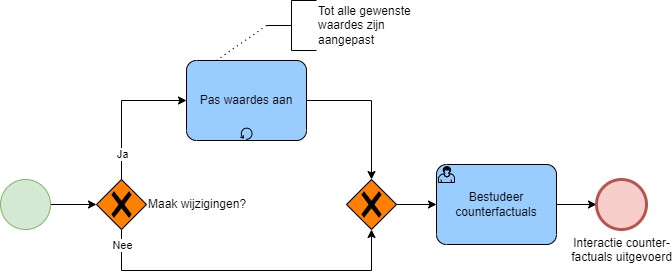 Tot alle gewenste
waardes zijn
aangepast
Pas waardes aan
Ja
Maak wijzigingen?
Nee
Bestudeer
counterfactuals
Interactie counter-
factuals uitgevoerd